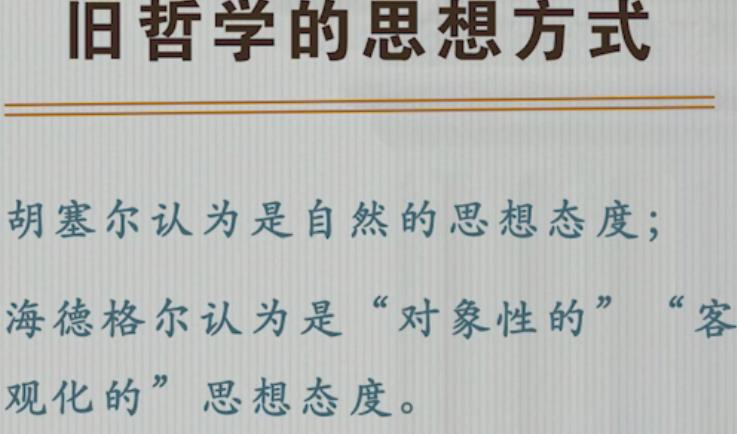 旧哲学的思想方式
胡塞尔认为是自然的思想态度；
海德格尔认为是“对象性的”“客
观化的”思想态度。